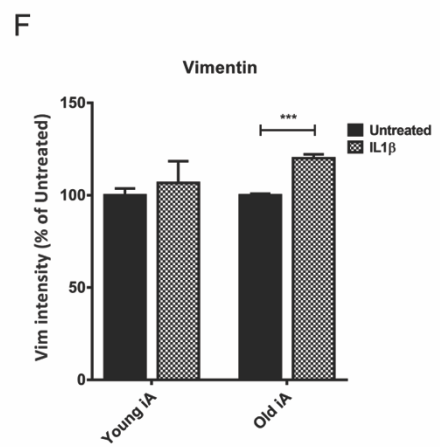 F
Vimentin
Vim intensity (% of Untreated)
150
100
50
0
***
Untreated
IL1β
Young iA
Old iA